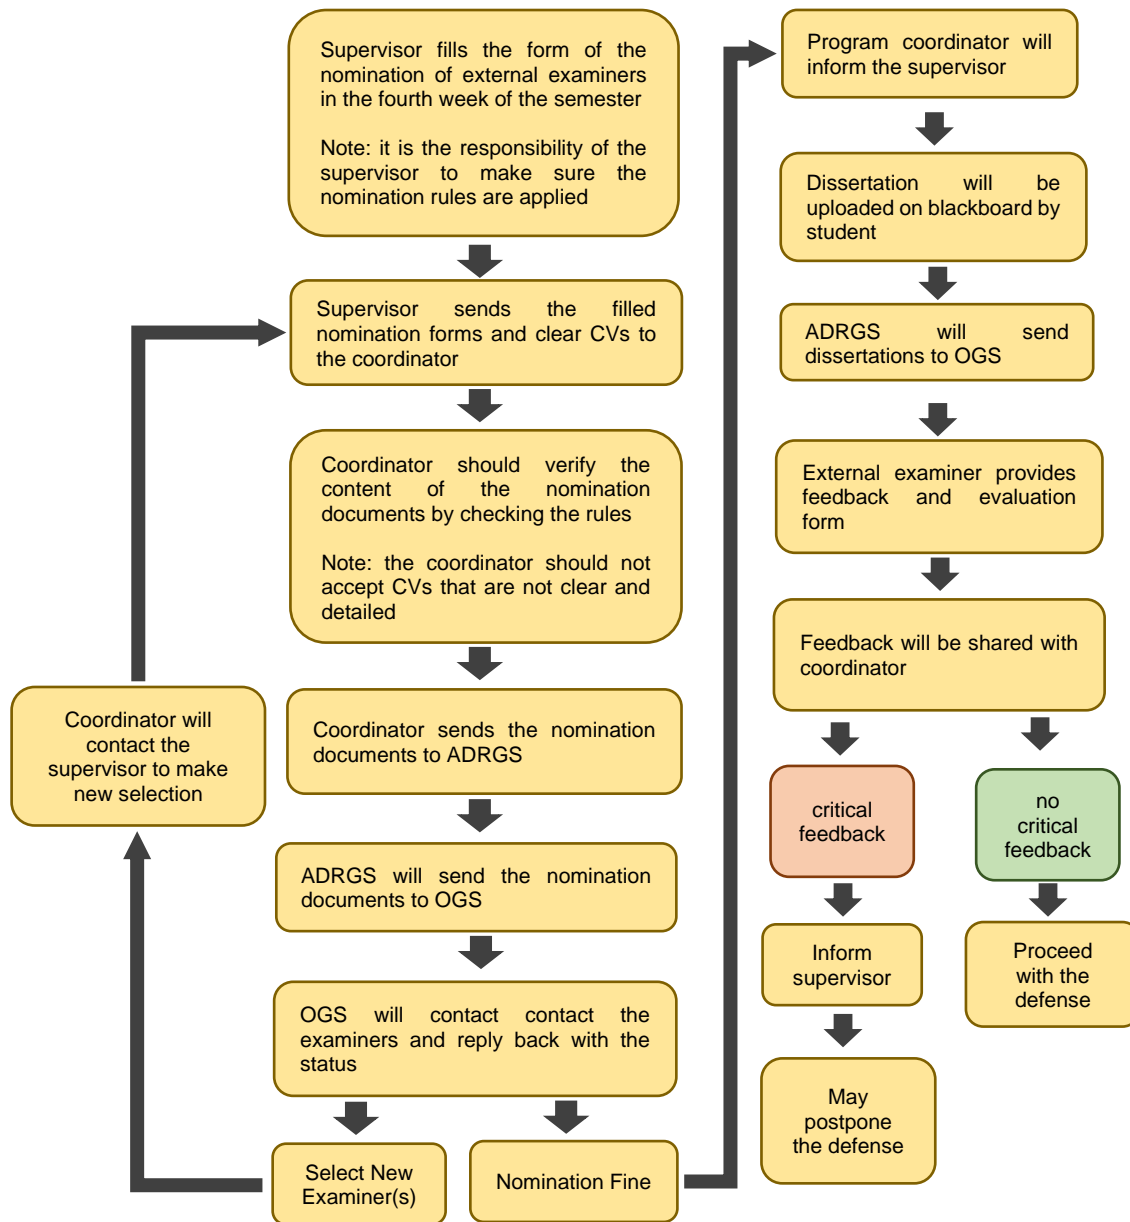 Supervisor fills the form of the
nomination of external examiners
in the fourth week of the semester
Note: it is the responsibility of the
supervisor to make sure the
nomination rules are applied
Supervisor sends the filled
nomination forms and clear CVs to
the coordinator
Coordinator should verify the
content of the nomination
documents by checking the rules
Note: the coordinator should not
accept CVs that are not clear and
detailed
Coordinator sends the nomination
documents to ADRGS
ADRGS will send the nomination
documents to OGS
OGS will contact contact the
examiners and reply back with the
status
Select New
Examiner(s)
Nomination Fine
Coordinator will
contact the
supervisor to make
new selection
Program coordinator will
inform the supervisor
Dissertation will be
uploaded on blackboard by
student
ADRGS will send
dissertations to OGS
External examiner provides
feedback and evaluation
form
Feedback will be shared with
coordinator
critical
feedback
no
critical
feedback
Inform
supervisor
Proceed
with the
defense
May
postpone
the defense